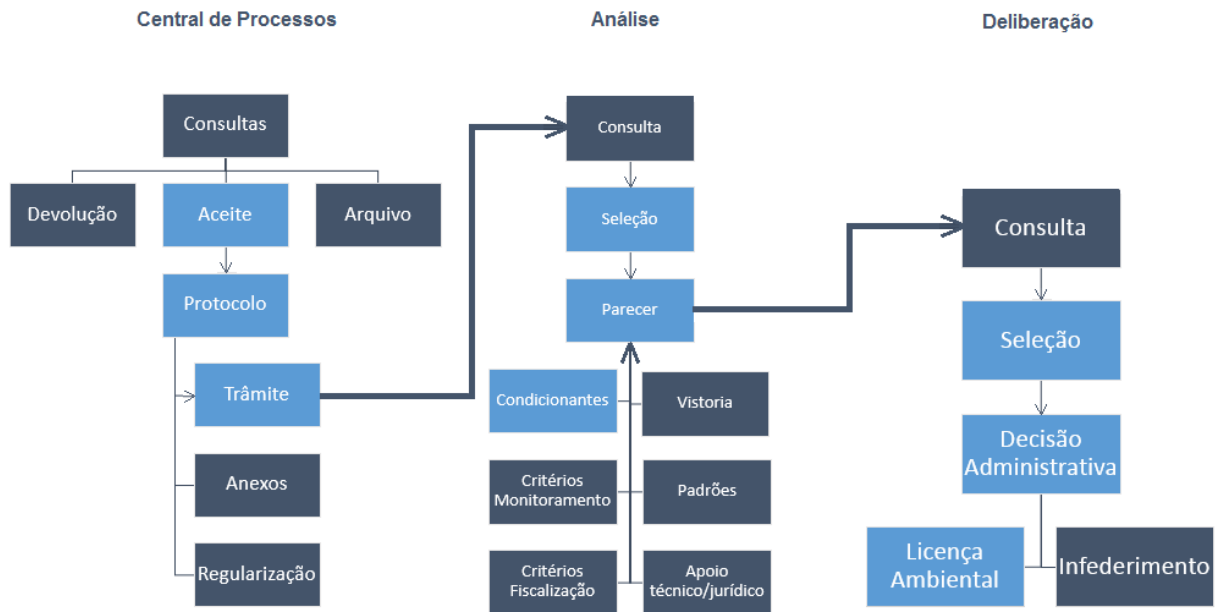 Central de Processos
Consultas
Devolução
Aceite
Arquivo
Protocolo
Trâmite
Anexos
Regularização
Análise
Consulta
Seleção
Parecer
Condicionantes
Vistoria
Critérios
Monitoramento
Padrões
Critérios
Fiscalização
Apoio
técnico/jurídico
Deliberação
Consulta
Seleção
Decisão
Administrativa
Licença
Ambiental
Infederimento